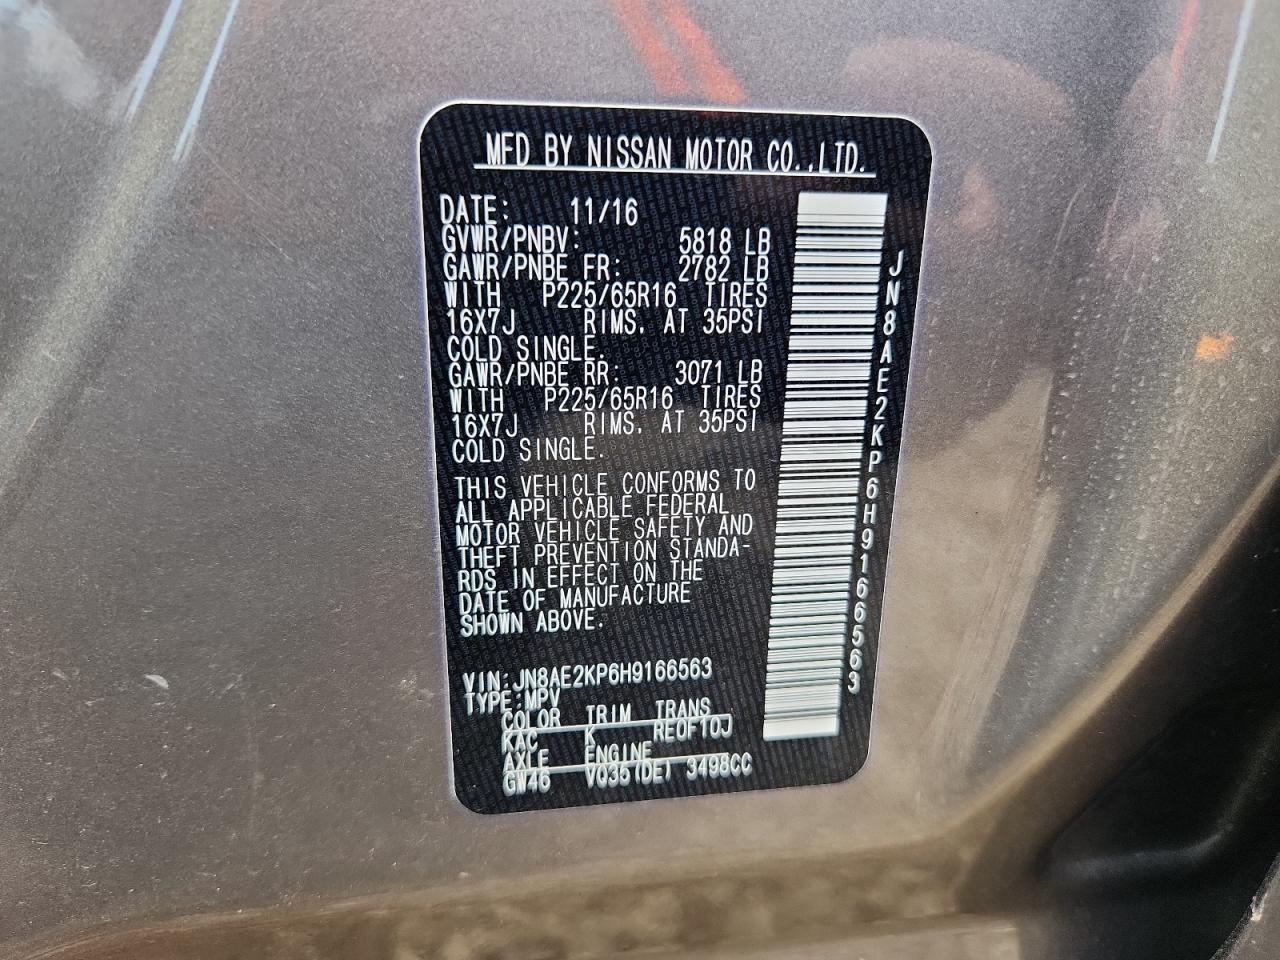 MFD BY NISSAN MOTOR CO.,LTD.
DATE: 11/16
GVWR/PNBV: 5818 LB
GAWR/PNBE FR: 2782 LB
WITH P225/65R16 TIRES
16X7J RIMS. AT 35PSI
COLD SINGLE.
GAWR/PNBE RR: 3071 LB
WITH P225/65R16 TIRES
16X7J RIMS. AT 35PSI
COLD SINGLE.
THIS VEHICLE CONFORMS TO
ALL APPLICABLE FEDERAL
MOTOR VEHICLE SAFETY AND
THEFT PREVENTION STANDA-
RDS IN EFFECT ON THE
DATE OF MANUFACTURE
SHOWN ABOVE.
VIN:JN8AE2KP6H9166563
TYPE:MPV
COLOR TRIM TRANS
KAC K RE0F10J
AXLE ENGINE
GW46 VQ35(DE) 3498CC
JN8AE2KP6H9166563